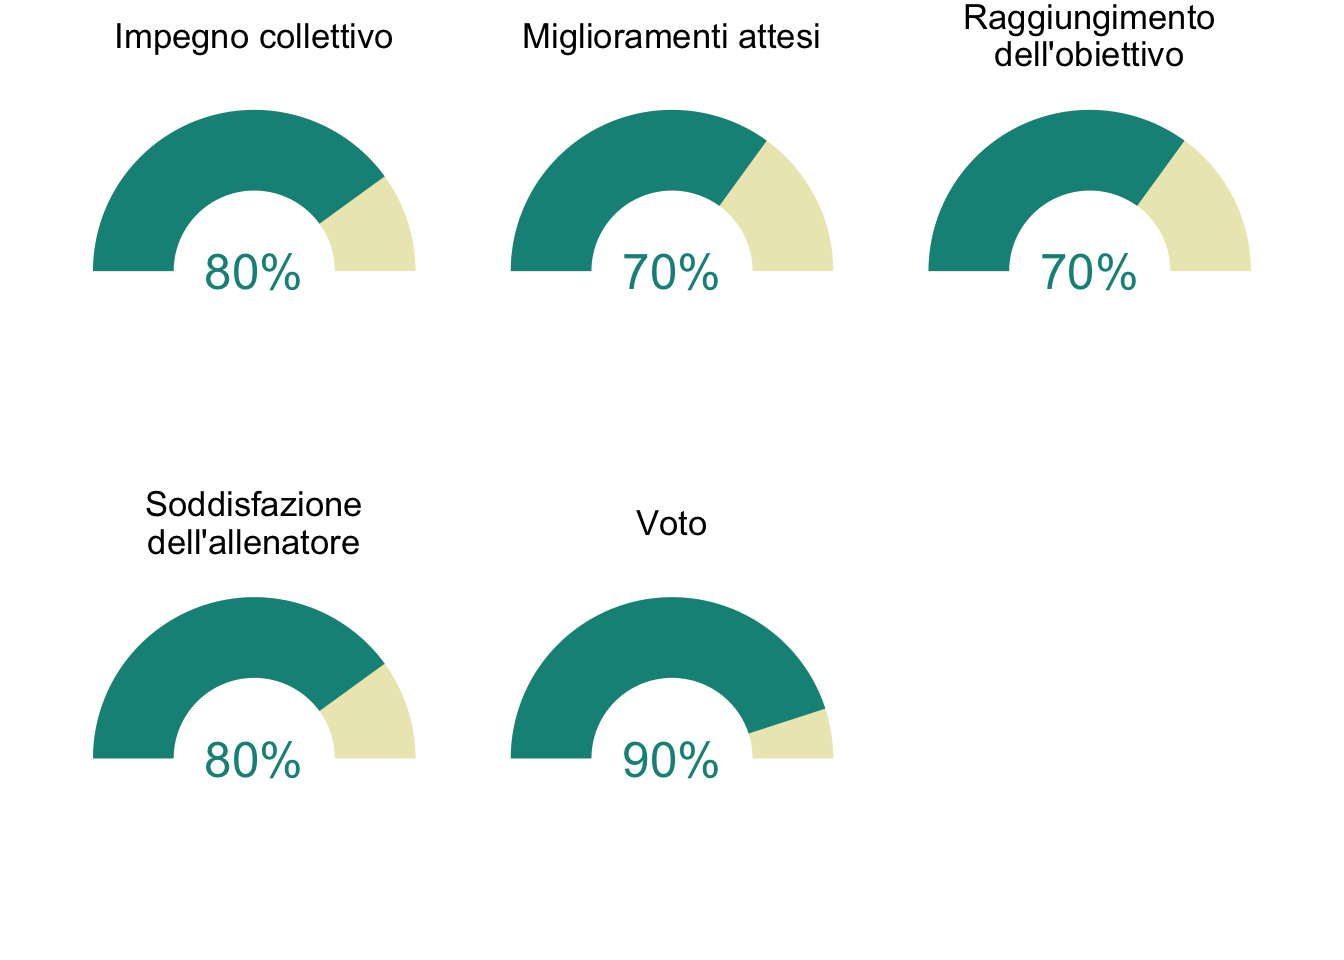 Impegno collettivo
Miglioramenti attesi
Raggiungimento
dell'obiettivo
80%
70%
70%
Soddisfazione
dell'allenatore
Voto
80%
90%